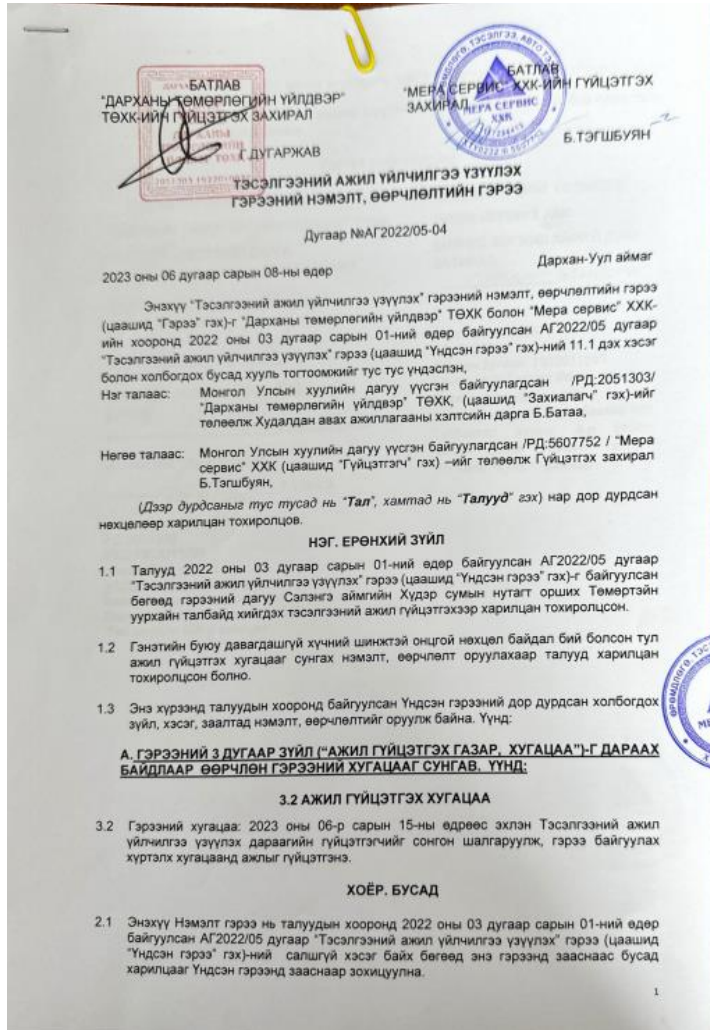 БАТЛАВ
"ДАРХАНЫ ТӨМӨРЛӨГИЙН ҮЙЛДВЭР"
ТӨХК-ИЙН ГҮЙЦЭТГЭХ ЗАХИРАЛ
Г.ДУГАРЖАВ
БАТЛАВ
"МЕРА СЕРВИС" ХХК-ИЙН ГҮЙЦЭТГЭХ
ЗАХИРАЛ
Б.ТЭГШБУЯН
МЕРА СЕРВИС
ХХК
ТЭСЭЛГЭЭНИЙ АЖИЛ ҮЙЛЧИЛГЭЭ ҮЗҮҮЛЭХ
ГЭРЭЭНИЙ НЭМЭЛТ, ӨӨРЧЛӨЛТИЙН ГЭРЭЭ
Дугаар №АГ2022/05-04
2023 оны 06 дугаар сарын 08-ны өдөр
Дархан-Уул аймаг
Энэхүү "Тэсэлгээний ажил үйлчилгээ үзүүлэх" гэрээний нэмэлт, өөрчлөлтийн гэрээ
(цаашид "Гэрээ" гэх)-г "Дарханы төмөрлөгийн үйлдвэр" ТӨХК болон "Мера сервис" ХХК-
ийн хооронд 2022 оны 03 дугаар сарын 01-ний өдөр байгуулсан АГ2022/05 дугаар
"Тэсэлгээний ажил үйлчилгээ үзүүлэх" гэрээ (цаашид "Үндсэн гэрээ" гэх)-ний 11.1 дэх хэсэг
болон холбогдох бусад хууль тогтоомжийг тус тус үндэслэн,
Нэг талаас: Монгол Улсын хуулийн дагуу үүсгэн байгуулагдсан /РД:2051303/
"Дарханы төмөрлөгийн үйлдвэр" ТӨХК, (цаашид "Захиалагч" гэх)-ийг
төлөөлж Худалдан авах ажиллагааны хэлтсийн дарга Б.Батаа,
Нөгөө талаас: Монгол Улсын хуулийн дагуу үүсгэн байгуулагдсан /РД:5607752 / "Мера
сервис" ХХК (цаашид "Гүйцэтгэгч" гэх) –ийг төлөөлж Гүйцэтгэх захирал
Б.Тэгшбуян,
(Дээр дурдсаныг тус тусад нь "Тал", хамтад нь "Талууд" гэх) нар дор дурдсан
нөхцөлөөр харилцан тохиролцов.
НЭГ. ЕРӨНХИЙ ЗҮЙЛ
1.1 Талууд 2022 оны 03 дугаар сарын 01-ний өдөр байгуулсан АГ2022/05 дугаар
"Тэсэлгээний ажил үйлчилгээ үзүүлэх" гэрээ (цаашид "Үндсэн гэрээ" гэх)-г байгуулсан
бөгөөд гэрээний дагуу Сэлэнгэ аймгийн Хүдэр сумын нутагт орших Төмөртэйн
уурхайн талбайд хийгдэх тэсэлгээний ажил гүйцэтгэхээр харилцан тохиролцсон.
1.2 Гэнэтийн буюу давагдашгүй хүчний шинжтэй онцгой нөхцөл байдал бий болсон тул
ажил гүйцэтгэх хугацааг сунгах нэмэлт, өөрчлөлт оруулахаар талууд харилцан
тохиролцсон болно.
1.3 Энэ хүрээнд талуудын хооронд байгуулсан Үндсэн гэрээний дор дурдсан холбогдох
зүйл, хэсэг, заалтад нэмэлт, өөрчлөлтийг оруулж байна. Үүнд:
А. ГЭРЭЭНИЙ 3 ДУГААР ЗҮЙЛ ("АЖИЛ ГҮЙЦЭТГЭХ ГАЗАР, ХУГАЦАА")-Г ДАРААХ
БАЙДЛААР ӨӨРЧЛӨН ГЭРЭЭНИЙ ХУГАЦААГ СУНГАВ. ҮҮНД:
3.2 АЖИЛ ГҮЙЦЭТГЭХ ХУГАЦАА
3.2 Гэрээний хугацаа: 2023 оны 06-р сарын 15-ны өдрөөс эхлэн Тэсэлгээний ажил
үйлчилгээ үзүүлэх дараагийн гүйцэтгэгчийг сонгон шалгаруулж, гэрээ байгуулах
хүртэлх хугацаанд ажлыг гүйцэтгэнэ.
ХОЁР. БУСАД
2.1 Энэхүү Нэмэлт гэрээ нь талуудын хооронд 2022 оны 03 дугаар сарын 01-ний өдөр
байгуулсан АГ2022/05 дугаар "Тэсэлгээний ажил үйлчилгээ үзүүлэх" гэрээ (цаашид
"Үндсэн гэрээ" гэх)-ний салшгүй хэсэг байх бөгөөд энэ гэрээнд зааснаас бусад
харилцааг Үндсэн гэрээнд зааснаар зохицуулна.
1